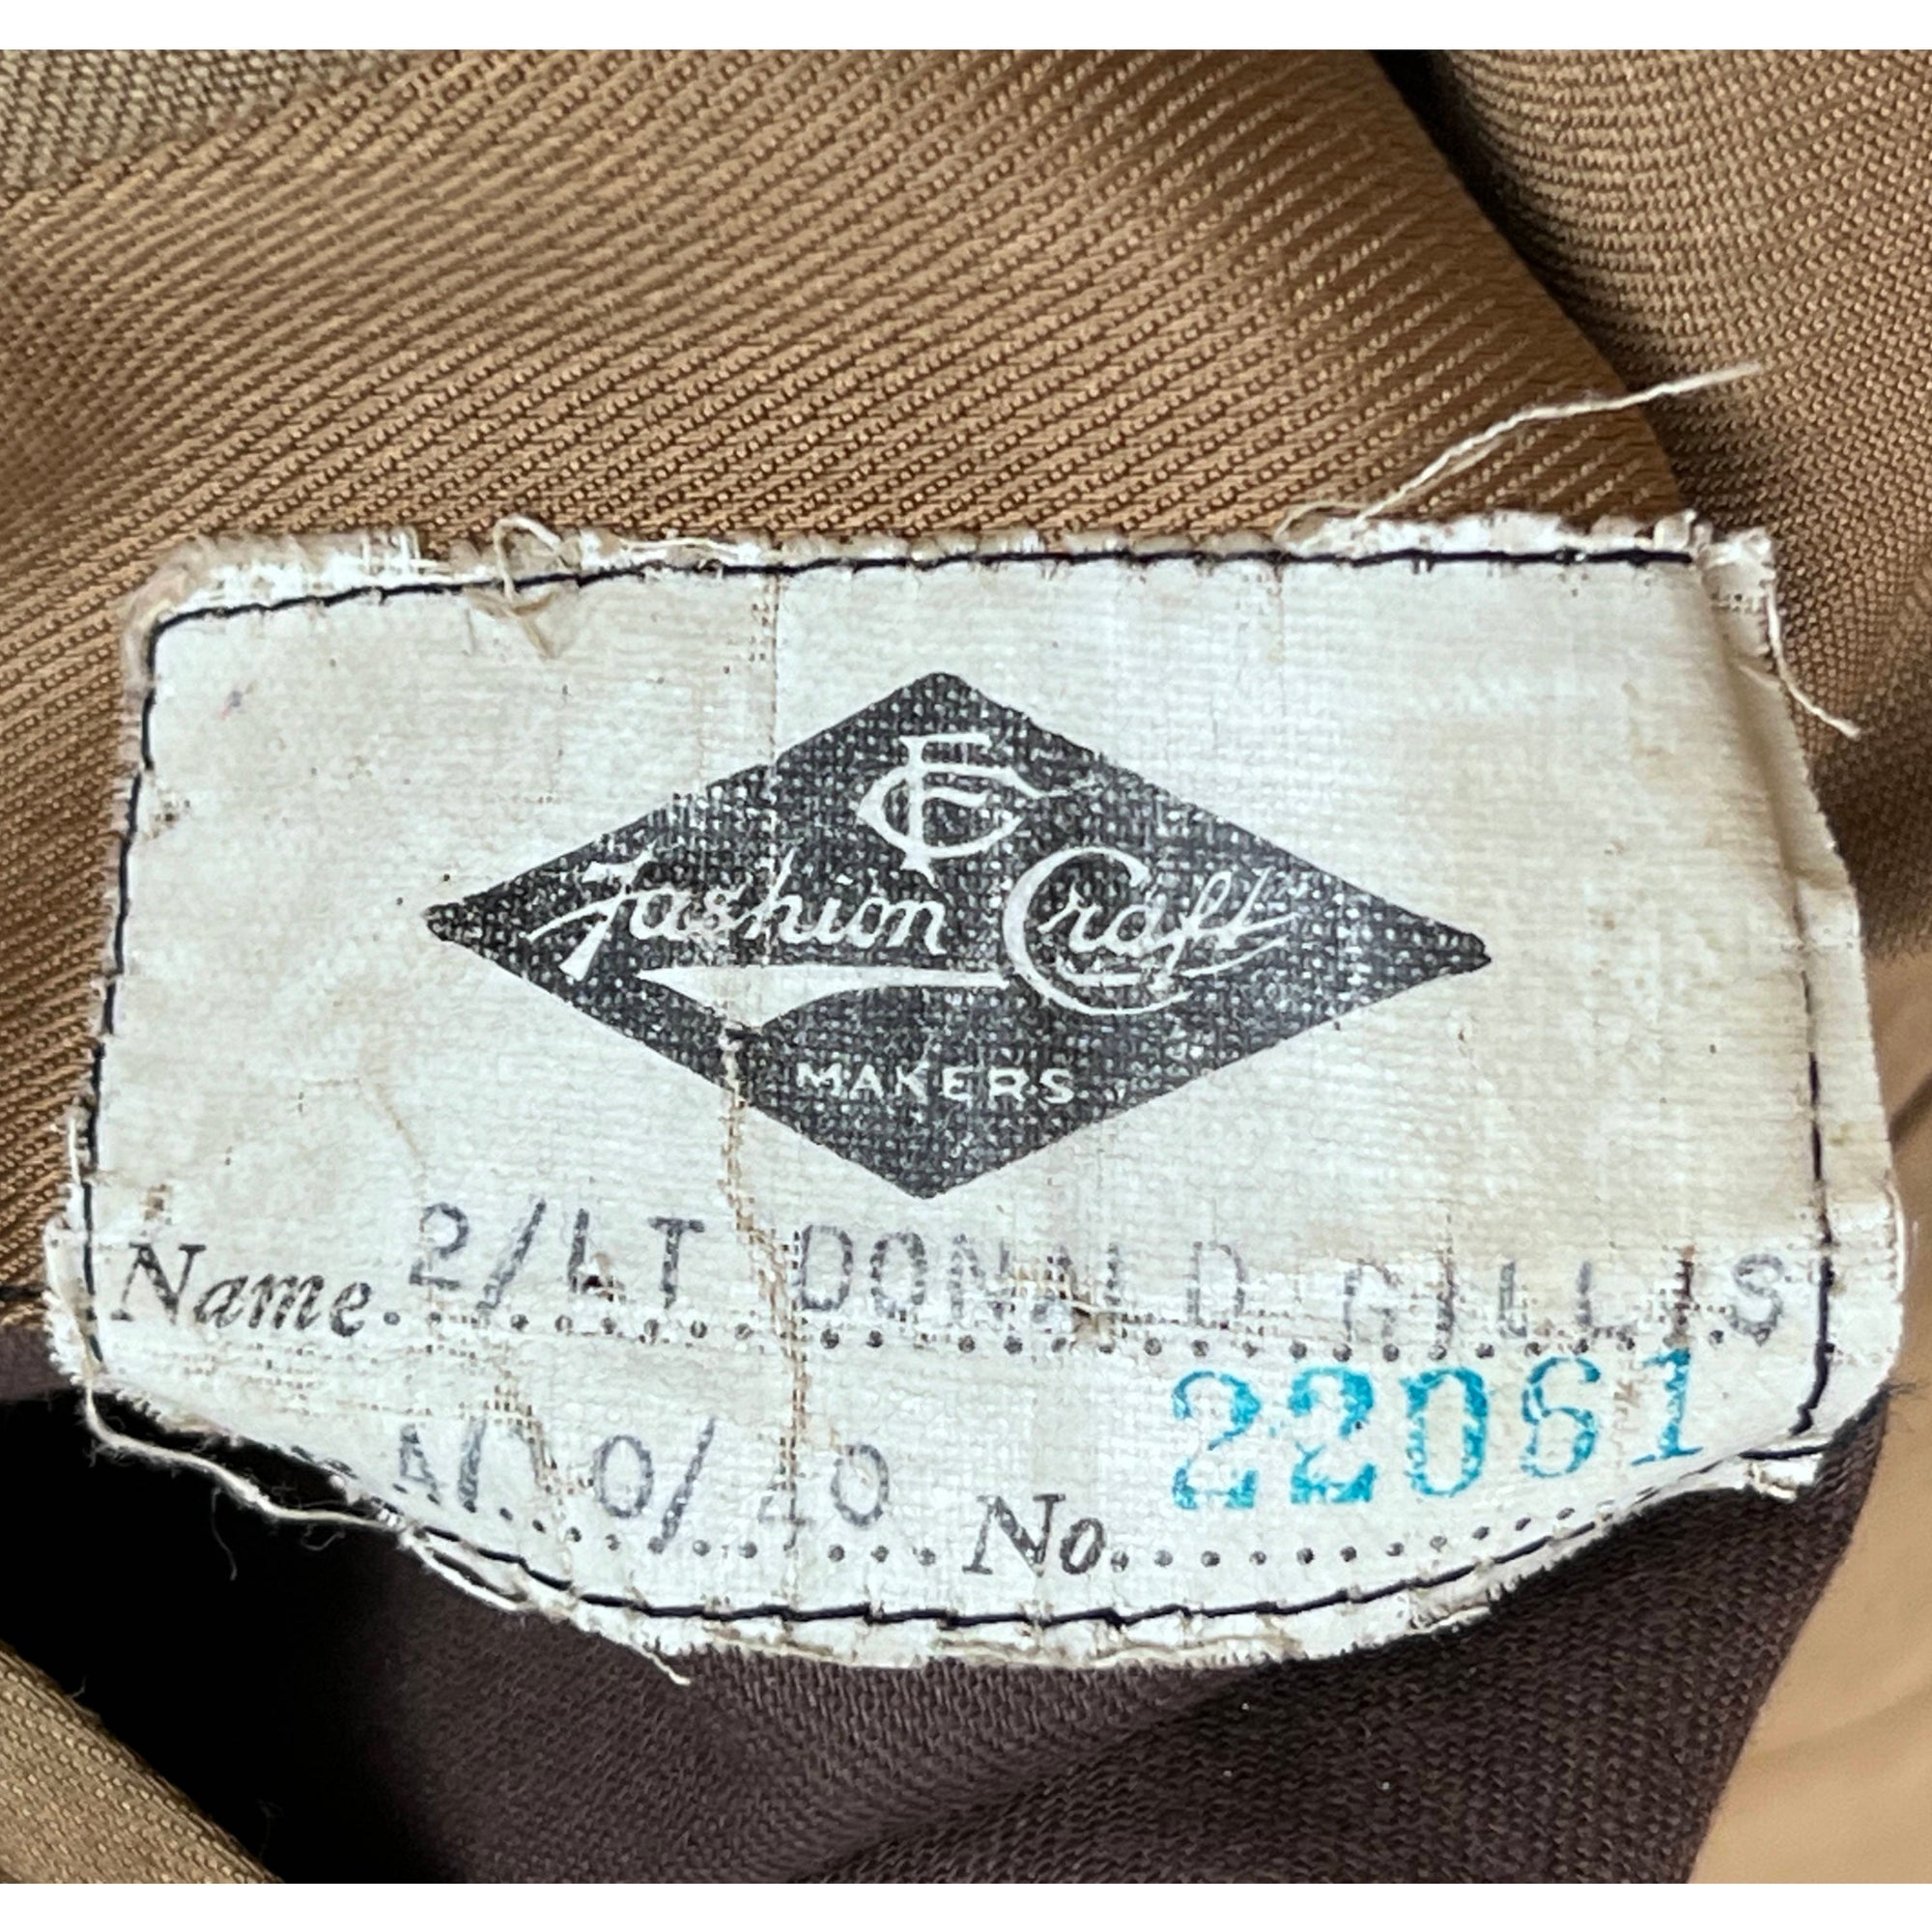 FC
Fashion Craft
MAKERS
Name. 2/LT DONALD GILLIS
No. 22061